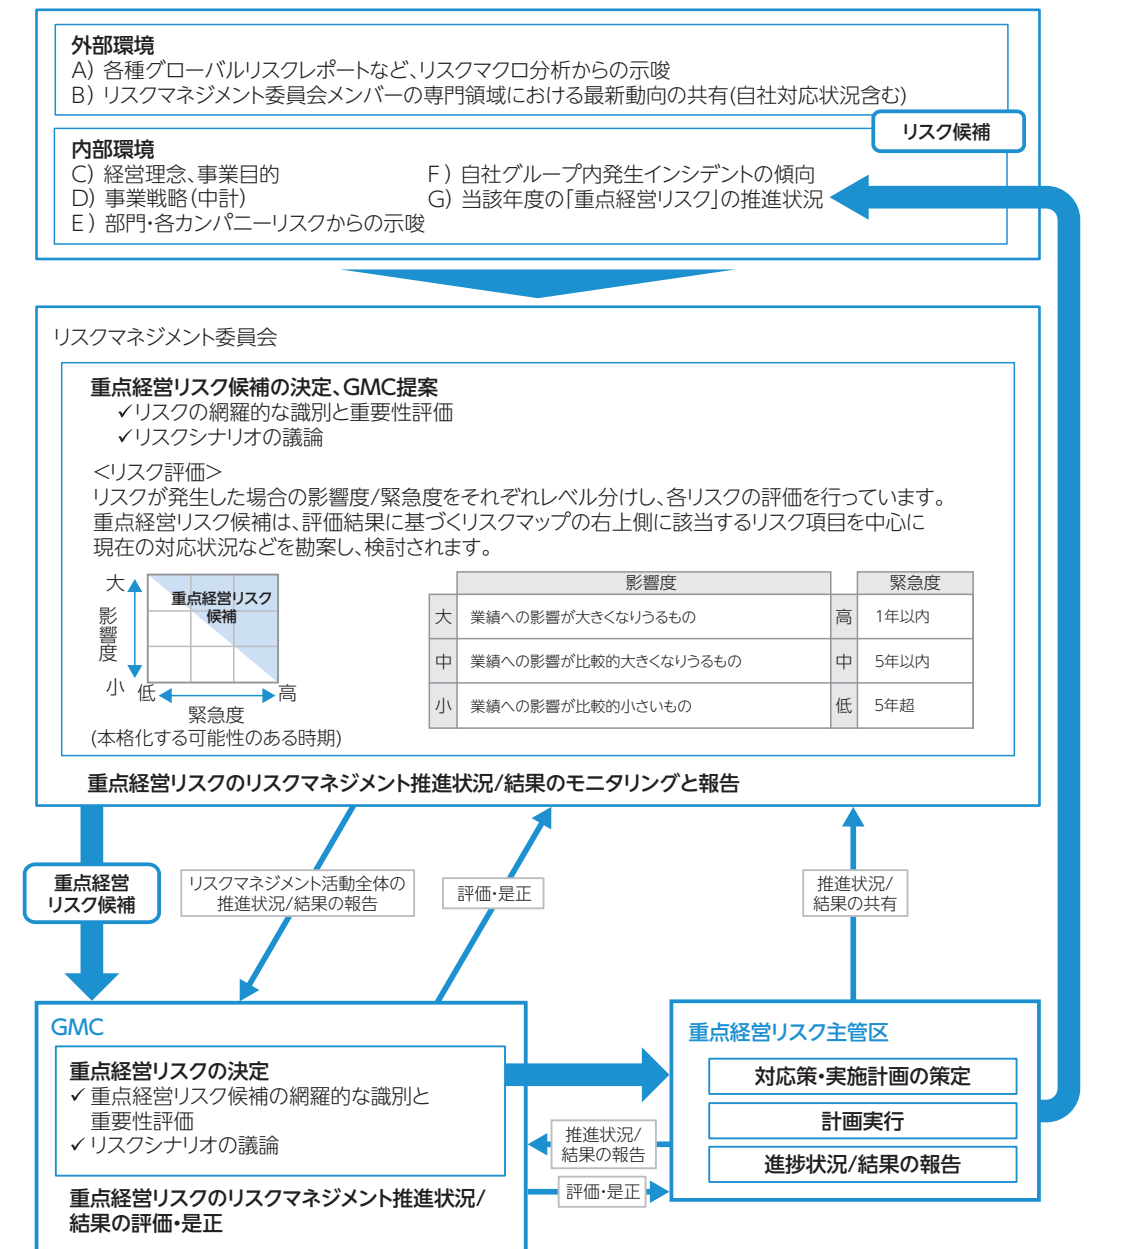 外部環境
A）各種グローバルリスクレポートなど、リスクマクロ分析からの示唆
B）リスクマネジメント委員会メンバーの専門領域における最新動向の共有(自社対応状況含む)
リスク候補
内部環境
C）経営理念、事業目的
D）事業戦略（中計）
E）部門・各カンパニーリスクからの示唆
F）自社グループ内発生インシデントの傾向
G）当該年度の「重点経営リスク」の推進状況
リスクマネジメント委員会
重点経営リスク候補の決定、GMC提案
✓リスクの網羅的な識別と重要性評価
✓リスクシナリオの議論
＜リスク評価＞
リスクが発生した場合の影響度/緊急度をそれぞれレベル分けし、各リスクの評価を行っています。
重点経営リスク候補は、評価結果に基づくリスクマップの右上側に該当するリスク項目を中心に
現在の対応状況などを勘案し、検討されます。
大
影響度
小
重点経営リスク
候補
低
高
緊急度
(本格化する可能性のある時期)
影響度
緊急度
大 業績への影響が大きくなりうるもの 高 1年以内
中 業績への影響が比較的大きくなりうるもの 中 5年以内
小 業績への影響が比較的小さいもの 低 5年超
重点経営リスクのリスクマネジメント推進状況/結果のモニタリングと報告
重点経営
リスク候補
リスクマネジメント活動全体の
推進状況/結果の報告
評価・是正
推進状況/
結果の共有
GMC
重点経営リスクの決定
✓重点経営リスク候補の網羅的な識別と
重要性評価
✓リスクシナリオの議論
重点経営リスクのリスクマネジメント推進状況/
結果の評価・是正
推進状況/
結果の報告
評価・是正
重点経営リスク主管区
対応策・実施計画の策定
計画実行
進捗状況/結果の報告